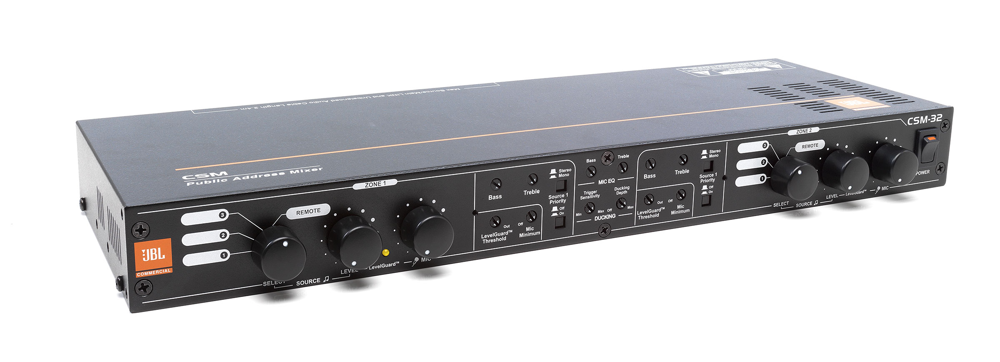 Max Source/Main LINK and Unbalanced Audio Cable Length 2.4m
JBL
CSM
Public Address Mixer
CSM-32
ZONE 1
3
2
1
REMOTE
SELECT
SOURCE
LEVEL
LevelGuard™
MIC
JBL
COMMERCIAL
Bass
Treble
Stereo
Mono
Source 1
Priority
Off
On
LevelGuard™
Threshold
Out
Off
Mic
Minimum
Bass
Treble
MIC EQ
Trigger
Sensitivity
Ducking
Depth
Min
Max
Off
Max
DUCKING
Bass
Treble
Stereo
Mono
Source 1
Priority
Off
On
LevelGuard™
Threshold
Out
Off
Mic
Minimum
ZONE 2
3
2
1
REMOTE
SELECT
SOURCE
LEVEL
LevelGuard™
MIC
POWER